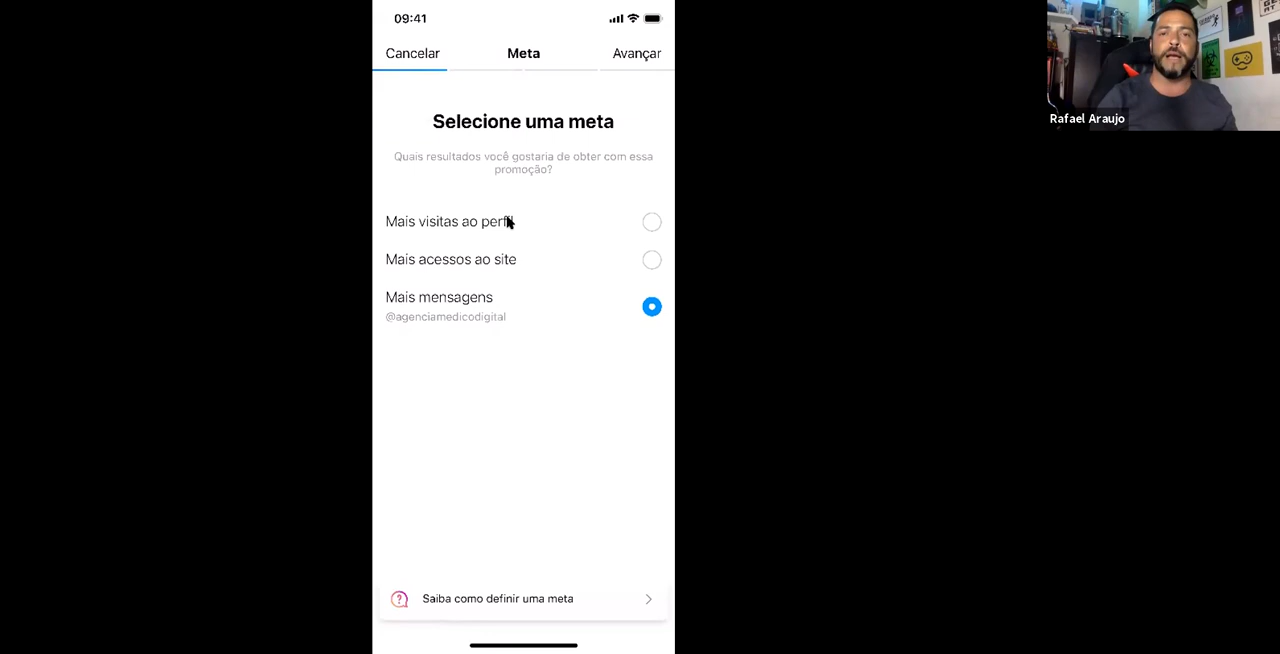 09:41
Cancelar
Meta
Avançar
Selecione uma meta
Quais resultados você gostaria de obter com essa
promoção?
Mais visitas ao perfil
Mais acessos ao site
Mais mensagens
@agenciamedicodigital
Saiba como definir uma meta
Rafael Araujo